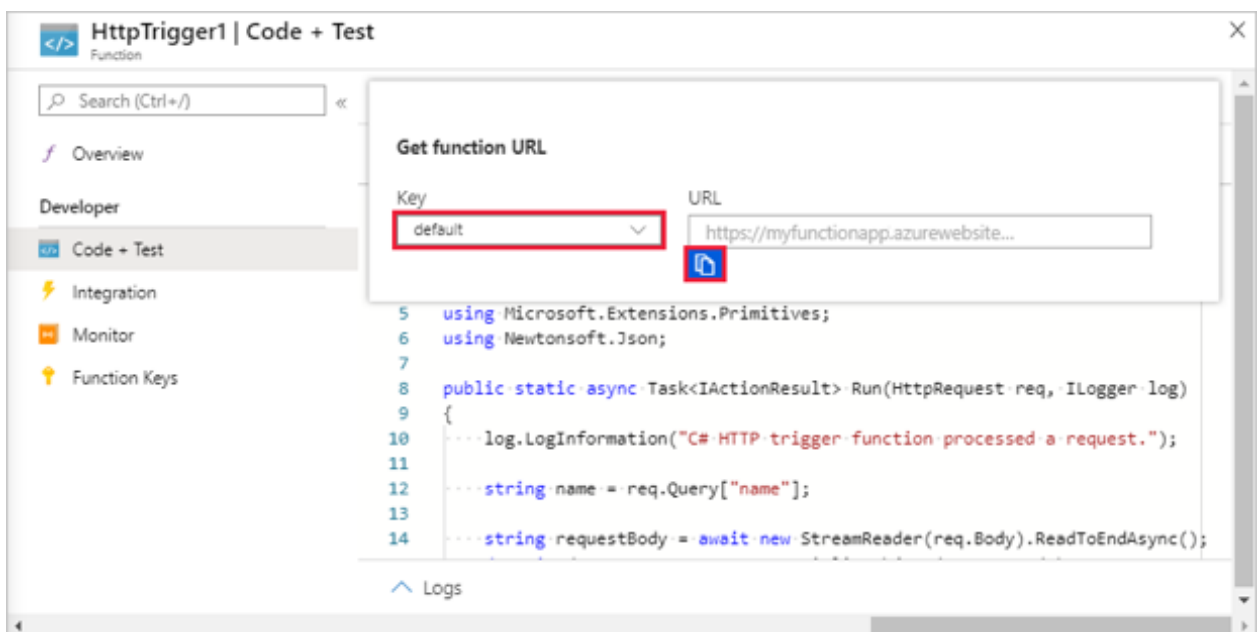 HttpTrigger1 | Code + Test
Function
Search (Ctrl+/)
«
Overview
Developer
Code + Test
Integration
Monitor
Function Keys
Get function URL
Key
URL
default
https://myfunctionapp.azurewebsite...
5 using Microsoft.Extensions.Primitives;
6 using Newtonsoft.Json;
7
8 public static async Task<IActionResult> Run(HttpRequest req, ILogger log)
9 {
10 log.LogInformation("C# HTTP trigger function processed a request.");
11
12 string name = req.Query["name"];
13
14 string requestBody = await new StreamReader(req.Body).ReadToEndAsync();
Logs